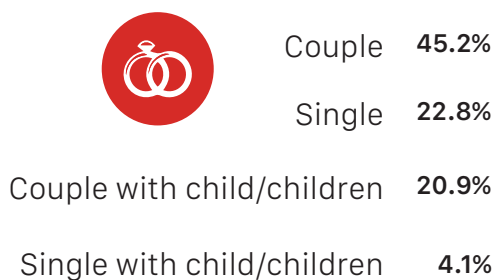 Couple 45.2%
Single 22.8%
Couple with child/children 20.9%
Single with child/children 4.1%